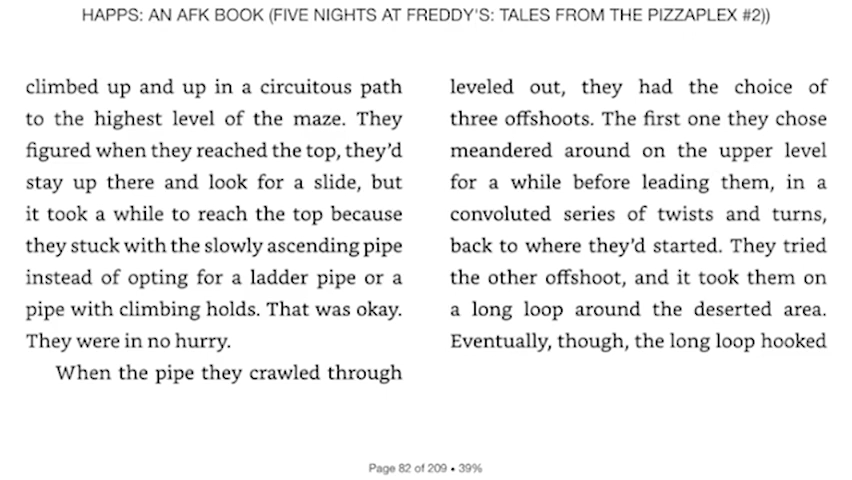 HAPPS: AN AFK BOOK (FIVE NIGHTS AT FREDDY'S: TALES FROM THE PIZZAPLEX #2))
climbed up and up in a circuitous path
to the highest level of the maze. They
figured when they reached the top, they'd
stay up there and look for a slide, but
it took a while to reach the top because
they stuck with the slowly ascending pipe
instead of opting for a ladder pipe or a
pipe with climbing holds. That was okay.
They were in no hurry.
When the pipe they crawled through
leveled out, they had the choice of
three offshoots. The first one they chose
meandered around on the upper level
for a while before leading them, in a
convoluted series of twists and turns,
back to where they'd started. They tried
the other offshoot, and it took them on
a long loop around the deserted area.
Eventually, though, the long loop hooked
Page 82 of 209 • 39%